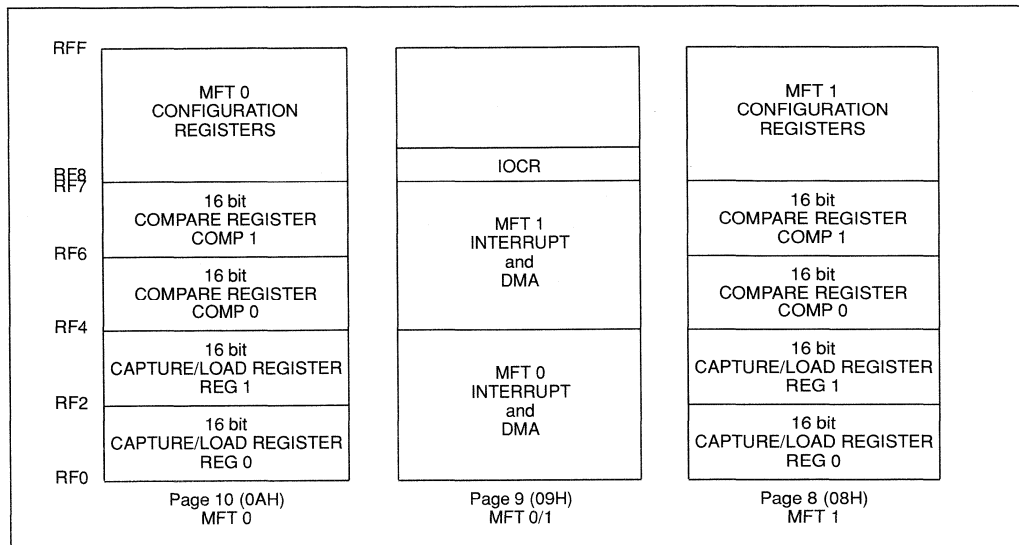 RFF
MFT 0
CONFIGURATION
REGISTERS
RF8
RF7
16 bit
COMPARE REGISTER
COMP 1
RF6
16 bit
COMPARE REGISTER
COMP 0
RF4
16 bit
CAPTURE/LOAD REGISTER
REG 1
RF2
16 bit
CAPTURE/LOAD REGISTER
REG 0
RF0
Page 10 (0AH)
MFT 0
IOCR
MFT 1
INTERRUPT
and
DMA
MFT 0
INTERRUPT
and
DMA
Page 9 (09H)
MFT 0/1
MFT 1
CONFIGURATION
REGISTERS
16 bit
COMPARE REGISTER
COMP 1
16 bit
COMPARE REGISTER
COMP 0
16 bit
CAPTURE/LOAD REGISTER
REG 1
16 bit
CAPTURE/LOAD REGISTER
REG 0
Page 8 (08H)
MFT 1